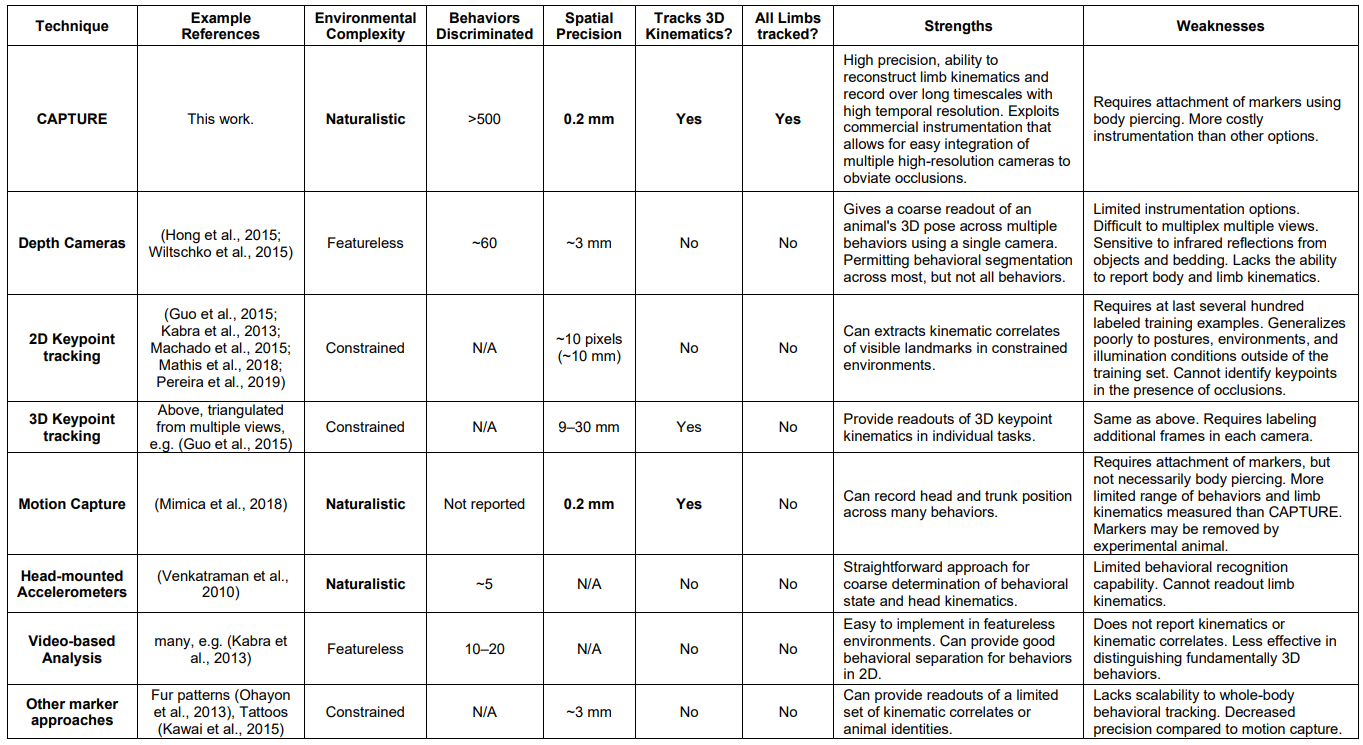 Technique
Example
References
Environmental
Complexity
Behaviors
Discriminated
Spatial
Precision
Tracks 3D
Kinematics?
All Limbs
tracked?
Strengths
Weaknesses
CAPTURE
This work.
Naturalistic
>500
0.2 mm
Yes
Yes
High precision, ability to
reconstruct limb kinematics and
record over long timescales with
high temporal resolution. Exploits
commercial instrumentation that
allows for easy integration of
multiple high-resolution cameras to
obviate occlusions.
Requires attachment of markers using
body piercing. More costly
instrumentation than other options.
Depth Cameras
(Hong et al., 2015;
Wiltschko et al., 2015)
Featureless
~60
~3 mm
No
No
Gives a coarse readout of an
animal's 3D pose across multiple
behaviors using a single camera.
Permitting behavioral segmentation
across most, but not all behaviors.
Limited instrumentation options.
Difficult to multiplex multiple views.
Sensitive to infrared reflections from
objects and bedding. Lacks the ability
to report body and limb kinematics.
2D Keypoint
tracking
(Guo et al., 2015;
Kabra et al., 2013;
Machado et al., 2015;
Mathis et al., 2018;
Pereira et al., 2019)
Constrained
N/A
~10 pixels
(~10 mm)
No
No
Can extracts kinematic correlates
of visible landmarks in constrained
environments.
Requires at last several hundred
labeled training examples. Generalizes
poorly to postures, environments, and
illumination conditions outside of the
training set. Cannot identify keypoints
in the presence of occlusions.
3D Keypoint
tracking
Above, triangulated
from multiple views,
e.g. (Guo et al., 2015)
Constrained
N/A
9–30 mm
Yes
No
Provide readouts of 3D keypoint
kinematics in individual tasks.
Same as above. Requires labeling
additional frames in each camera.
Motion Capture
(Mimica et al., 2018)
Naturalistic
Not reported
0.2 mm
Yes
No
Can record head and trunk position
across many behaviors.
Requires attachment of markers, but
not necessarily body piercing. More
limited range of behaviors and limb
kinematics measured than CAPTURE.
Markers may be removed by
experimental animal.
Head-mounted
Accelerometers
(Venkatraman et al.,
2010)
Naturalistic
~5
N/A
No
No
Straightforward approach for
coarse determination of behavioral
state and head kinematics.
Limited behavioral recognition
capability. Cannot readout limb
kinematics.
Video-based
Analysis
many, e.g. (Kabra et
al., 2013)
Featureless
10–20
N/A
No
No
Easy to implement in featureless
environments. Can provide good
behavioral separation for behaviors
in 2D.
Does not report kinematics or
kinematic correlates. Less effective in
distinguishing fundamentally 3D
behaviors.
Other marker
approaches
Fur patterns (Ohayon
et al., 2013), Tattoos
(Kawai et al., 2015)
Constrained
N/A
~3 mm
No
No
Can provide readouts of a limited
set of kinematic correlates or
animal identities.
Lacks scalability to whole-body
behavioral tracking. Decreased
precision compared to motion capture.